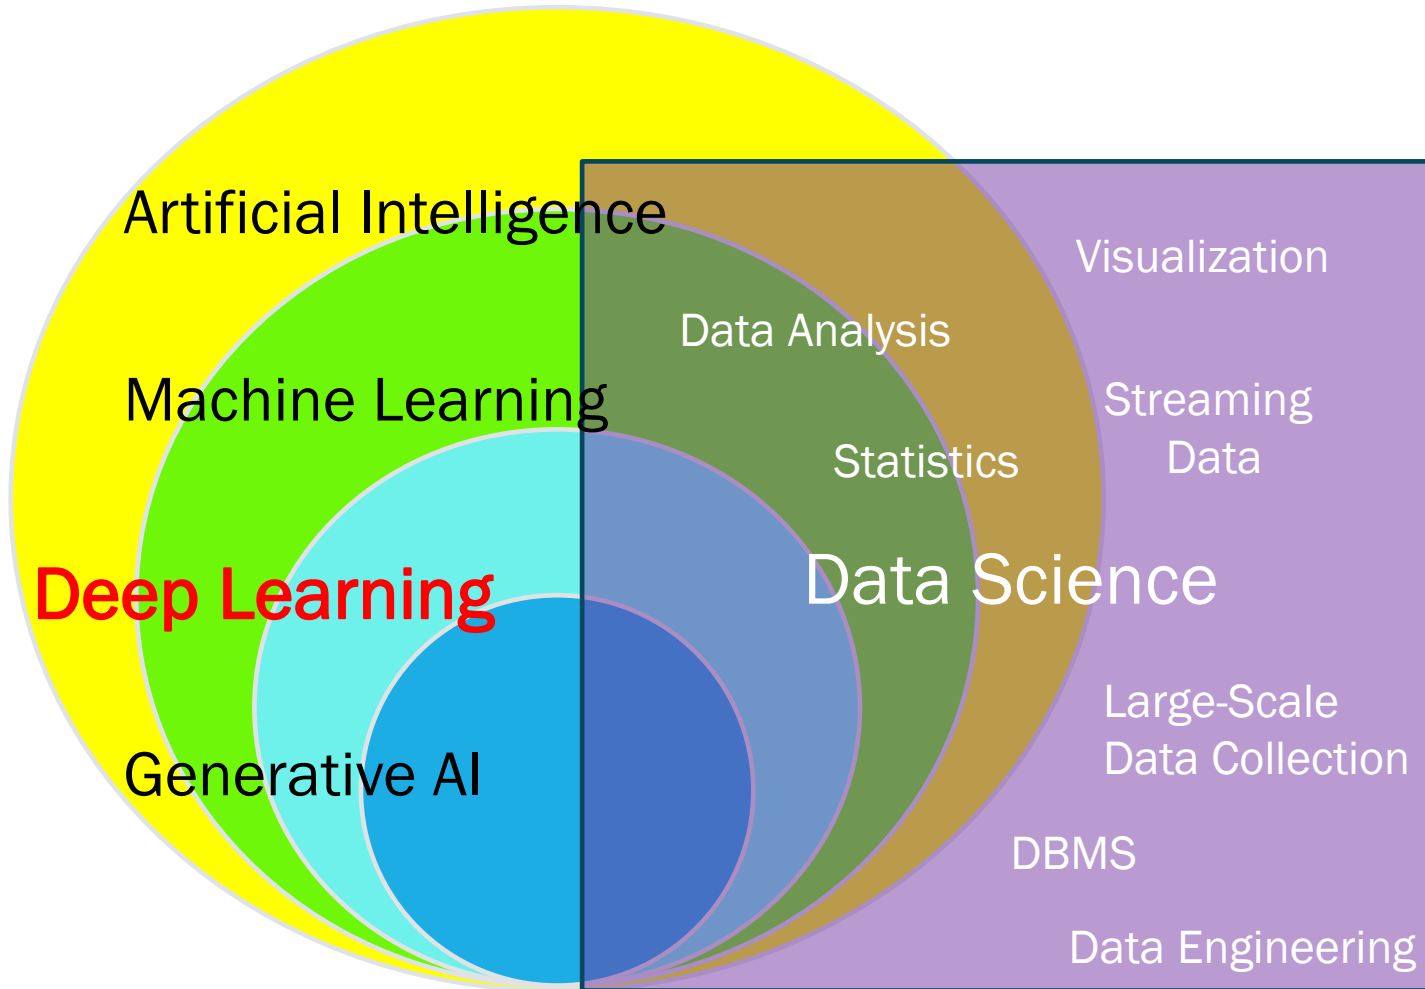 Artificial Intelligence
Visualization
Data Analysis
Machine Learning
Streaming
Data
Statistics
Deep Learning
Data Science
Large-Scale
Data Collection
Generative AI
DBMS
Data Engineering